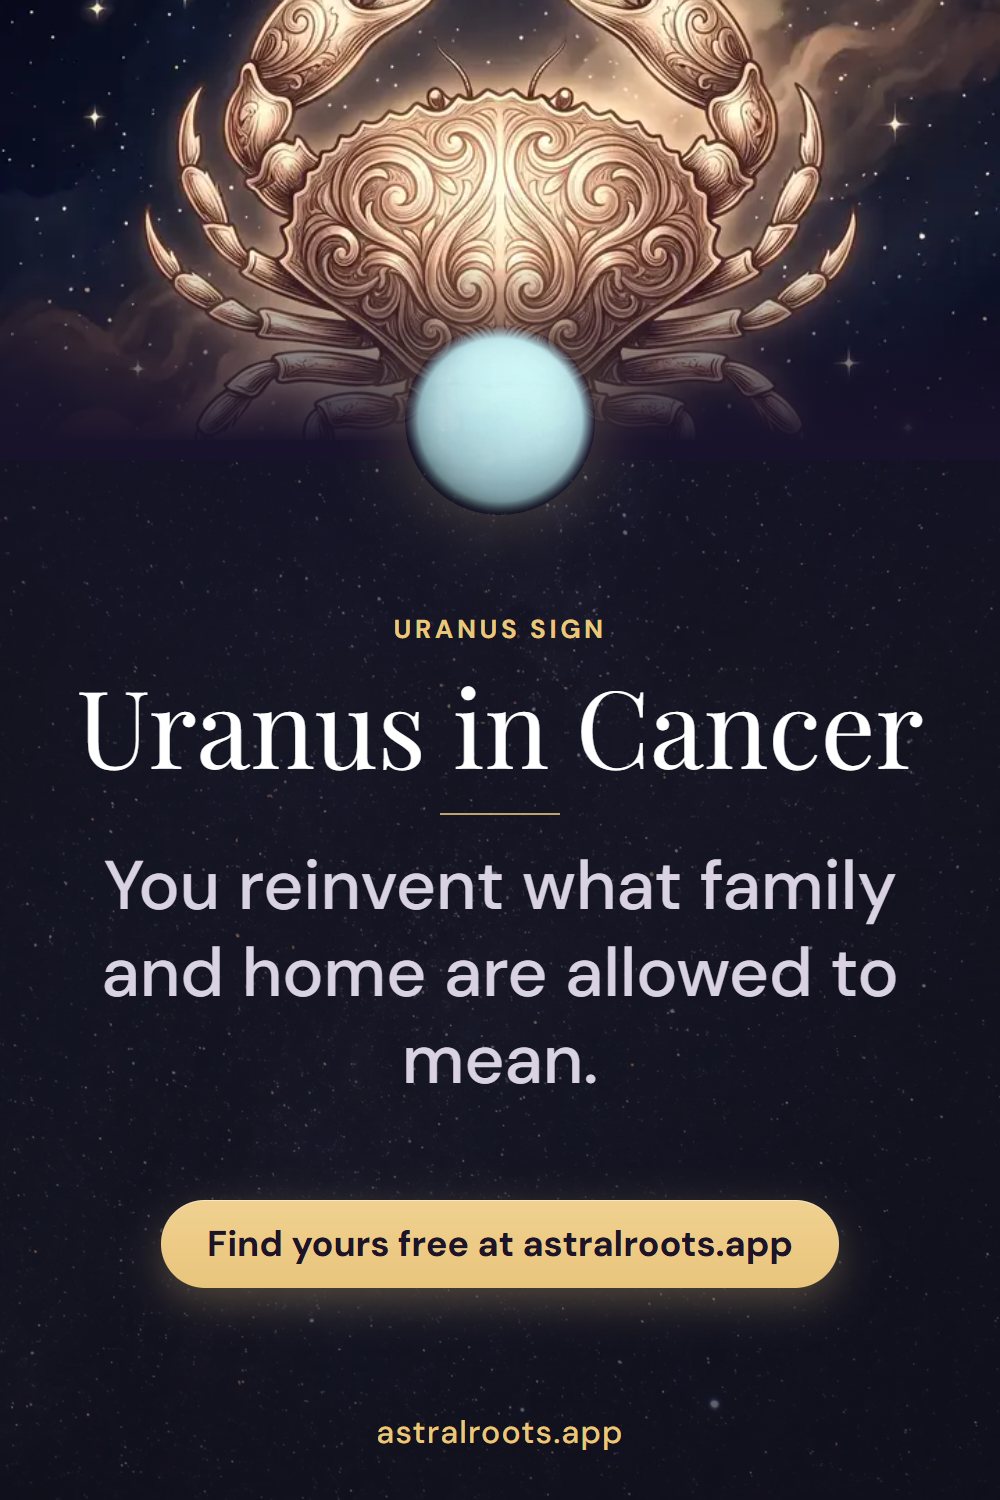 URANUS SIGN
Uranus in Cancer
You reinvent what family
and home are allowed to
mean.
Find yours free at astralroots.app
astralroots.app